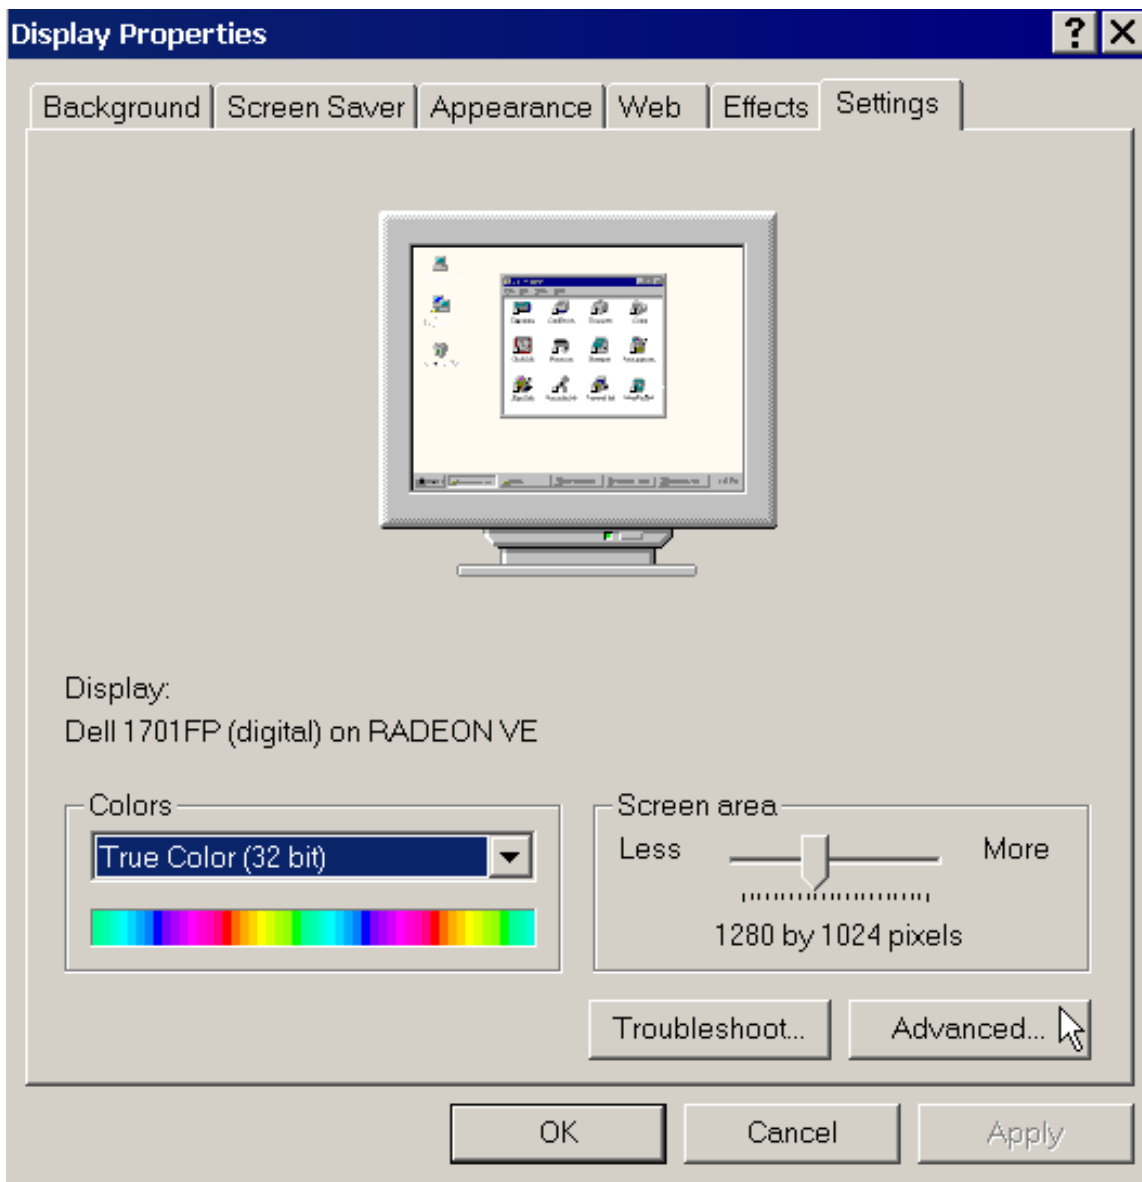 Display Properties
Background Screen Saver Appearance Web Effects Settings
Display:
Dell 1701FP (digital) on RADEON VE
Colors
True Color (32 bit)
Screen area
Less More
1280 by 1024 pixels
Troubleshoot... Advanced...
OK Cancel Apply